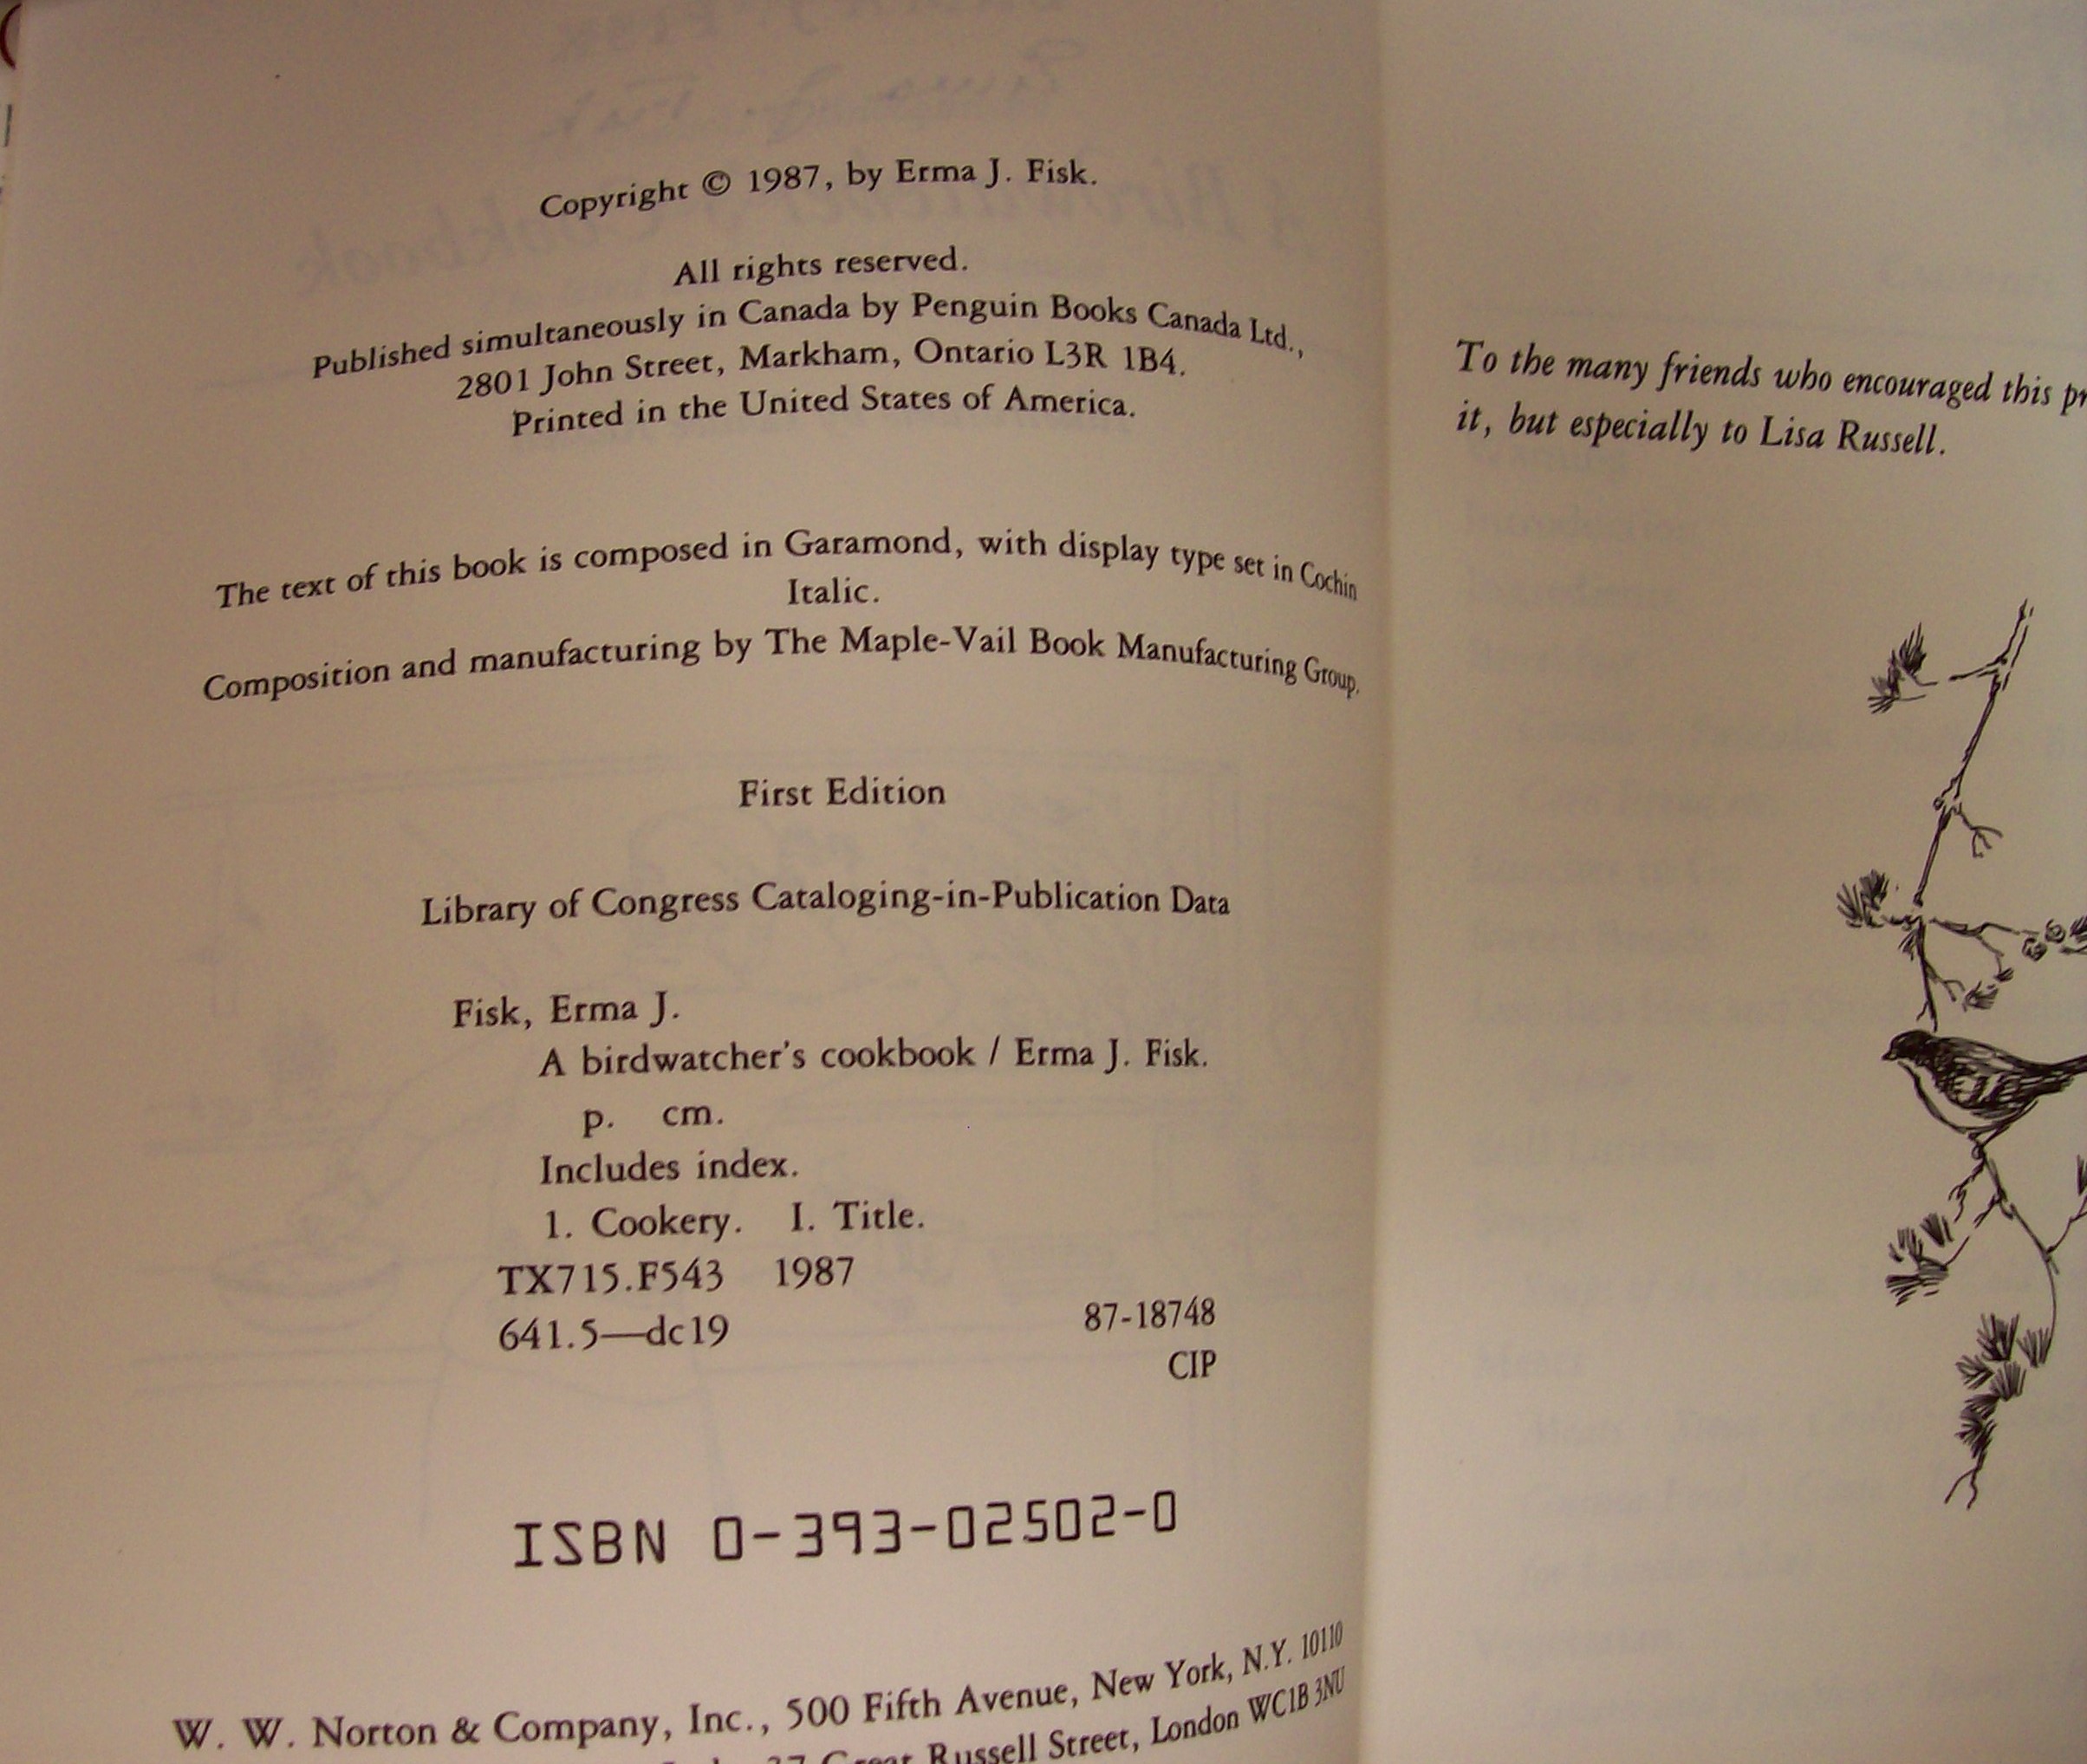 Copyright © 1987, by Erma J. Fisk.
All rights reserved.
Published simultaneously in Canada by Penguin Books Canada Ltd.,
2801 John Street, Markham, Ontario L3R 1B4.
Printed in the United States of America.
The text of this book is composed in Garamond, with display type set in Cochin
Italic.
Composition and manufacturing by The Maple-Vail Book Manufacturing Group.
First Edition
Library of Congress Cataloging-in-Publication Data
Fisk, Erma J.
A birdwatcher's cookbook / Erma J. Fisk.
p. cm.
Includes index.
1. Cookery. I. Title.
TX715.F543 1987
641.5—dc19 87-18748
CIP
ISBN 0-393-02502-0
W. W. Norton & Company, Inc., 500 Fifth Avenue, New York, N.Y. 10110
37 Great Russell Street, London WC1B 3NU
To the many friends who encouraged this
it, but especially to Lisa Russell.